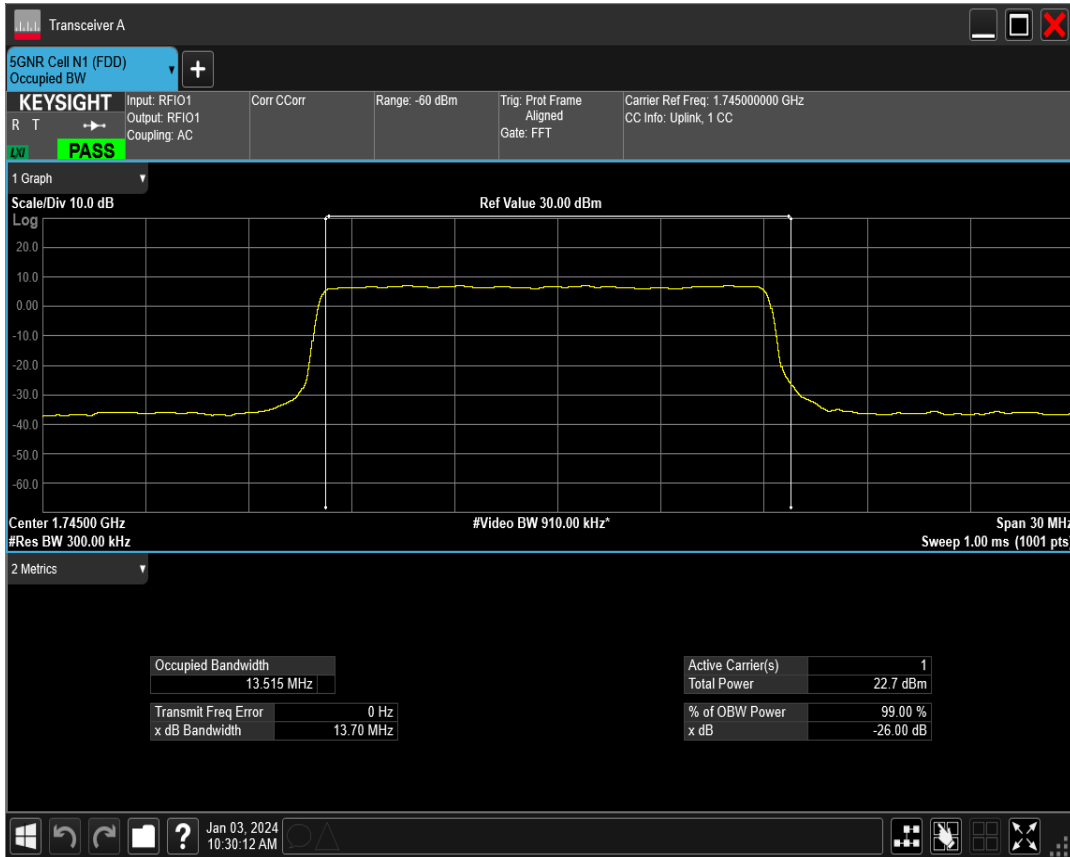 Transceiver A
5GNR Cell N1 (FDD)
Occupied BW
+
KEYSIGHT
R T
LXI
PASS
Input: RFIO1
Output: RFIO1
Coupling: AC
Corr CCorr
Range: -60 dBm
Trig: Prot Frame
Aligned
Gate: FFT
Carrier Ref Freq: 1.745000000 GHz
CC Info: Uplink, 1 CC
1 Graph
Scale/Div 10.0 dB
Ref Value 30.00 dBm
Log
20.0
10.0
0.00
-10.0
-20.0
-30.0
-40.0
-50.0
-60.0
Center 1.74500 GHz
#Video BW 910.00 kHz*
Span 30 MHz
#Res BW 300.00 kHz
Sweep 1.00 ms (1001 pts)
2 Metrics
Occupied Bandwidth
13.515 MHz
Transmit Freq Error 0 Hz
x dB Bandwidth 13.70 MHz
Active Carrier(s) 1
Total Power 22.7 dBm
% of OBW Power 99.00 %
x dB -26.00 dB
?
Jan 03, 2024
10:30:12 AM